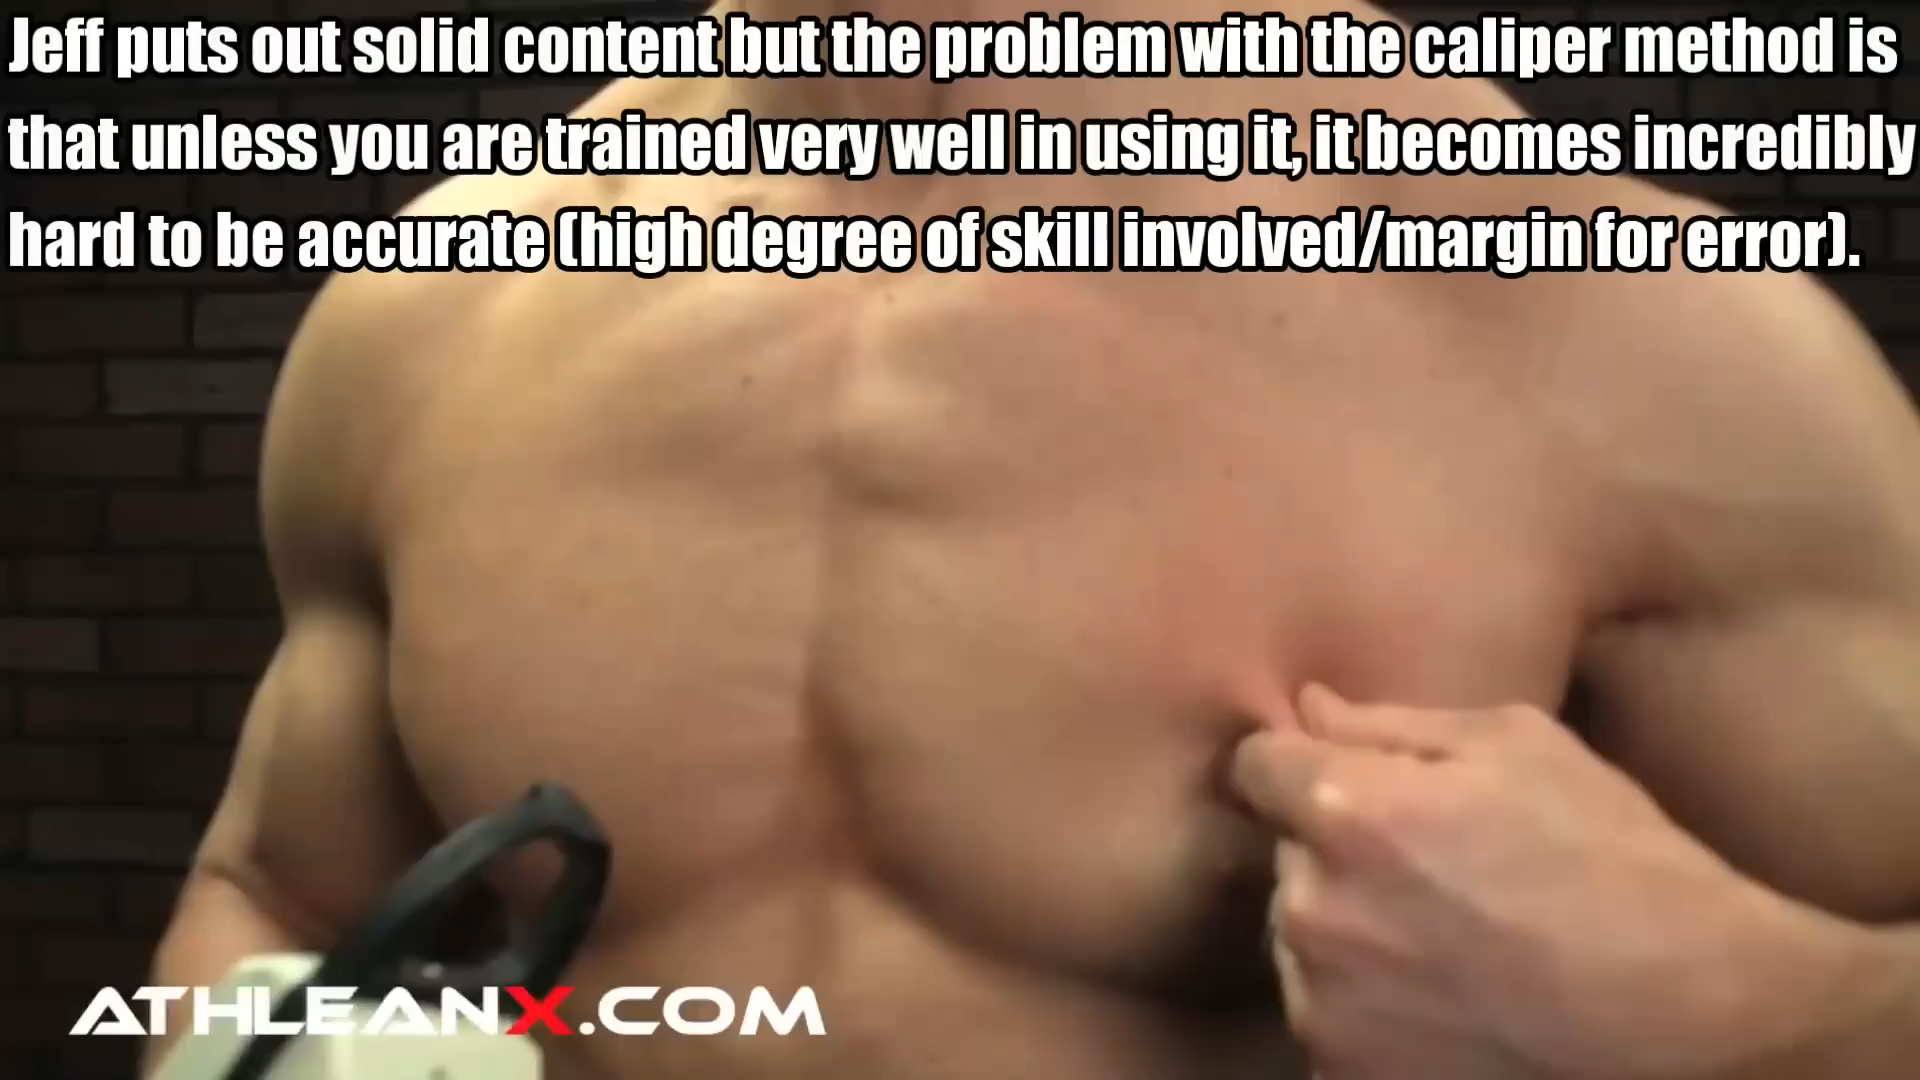 Jeff puts out solid content but the problem with the caliper method is
that unless you are trained very well in using it, it becomes incredibly
hard to be accurate (high degree of skill involved/margin for error).
ATHLEANX.COM